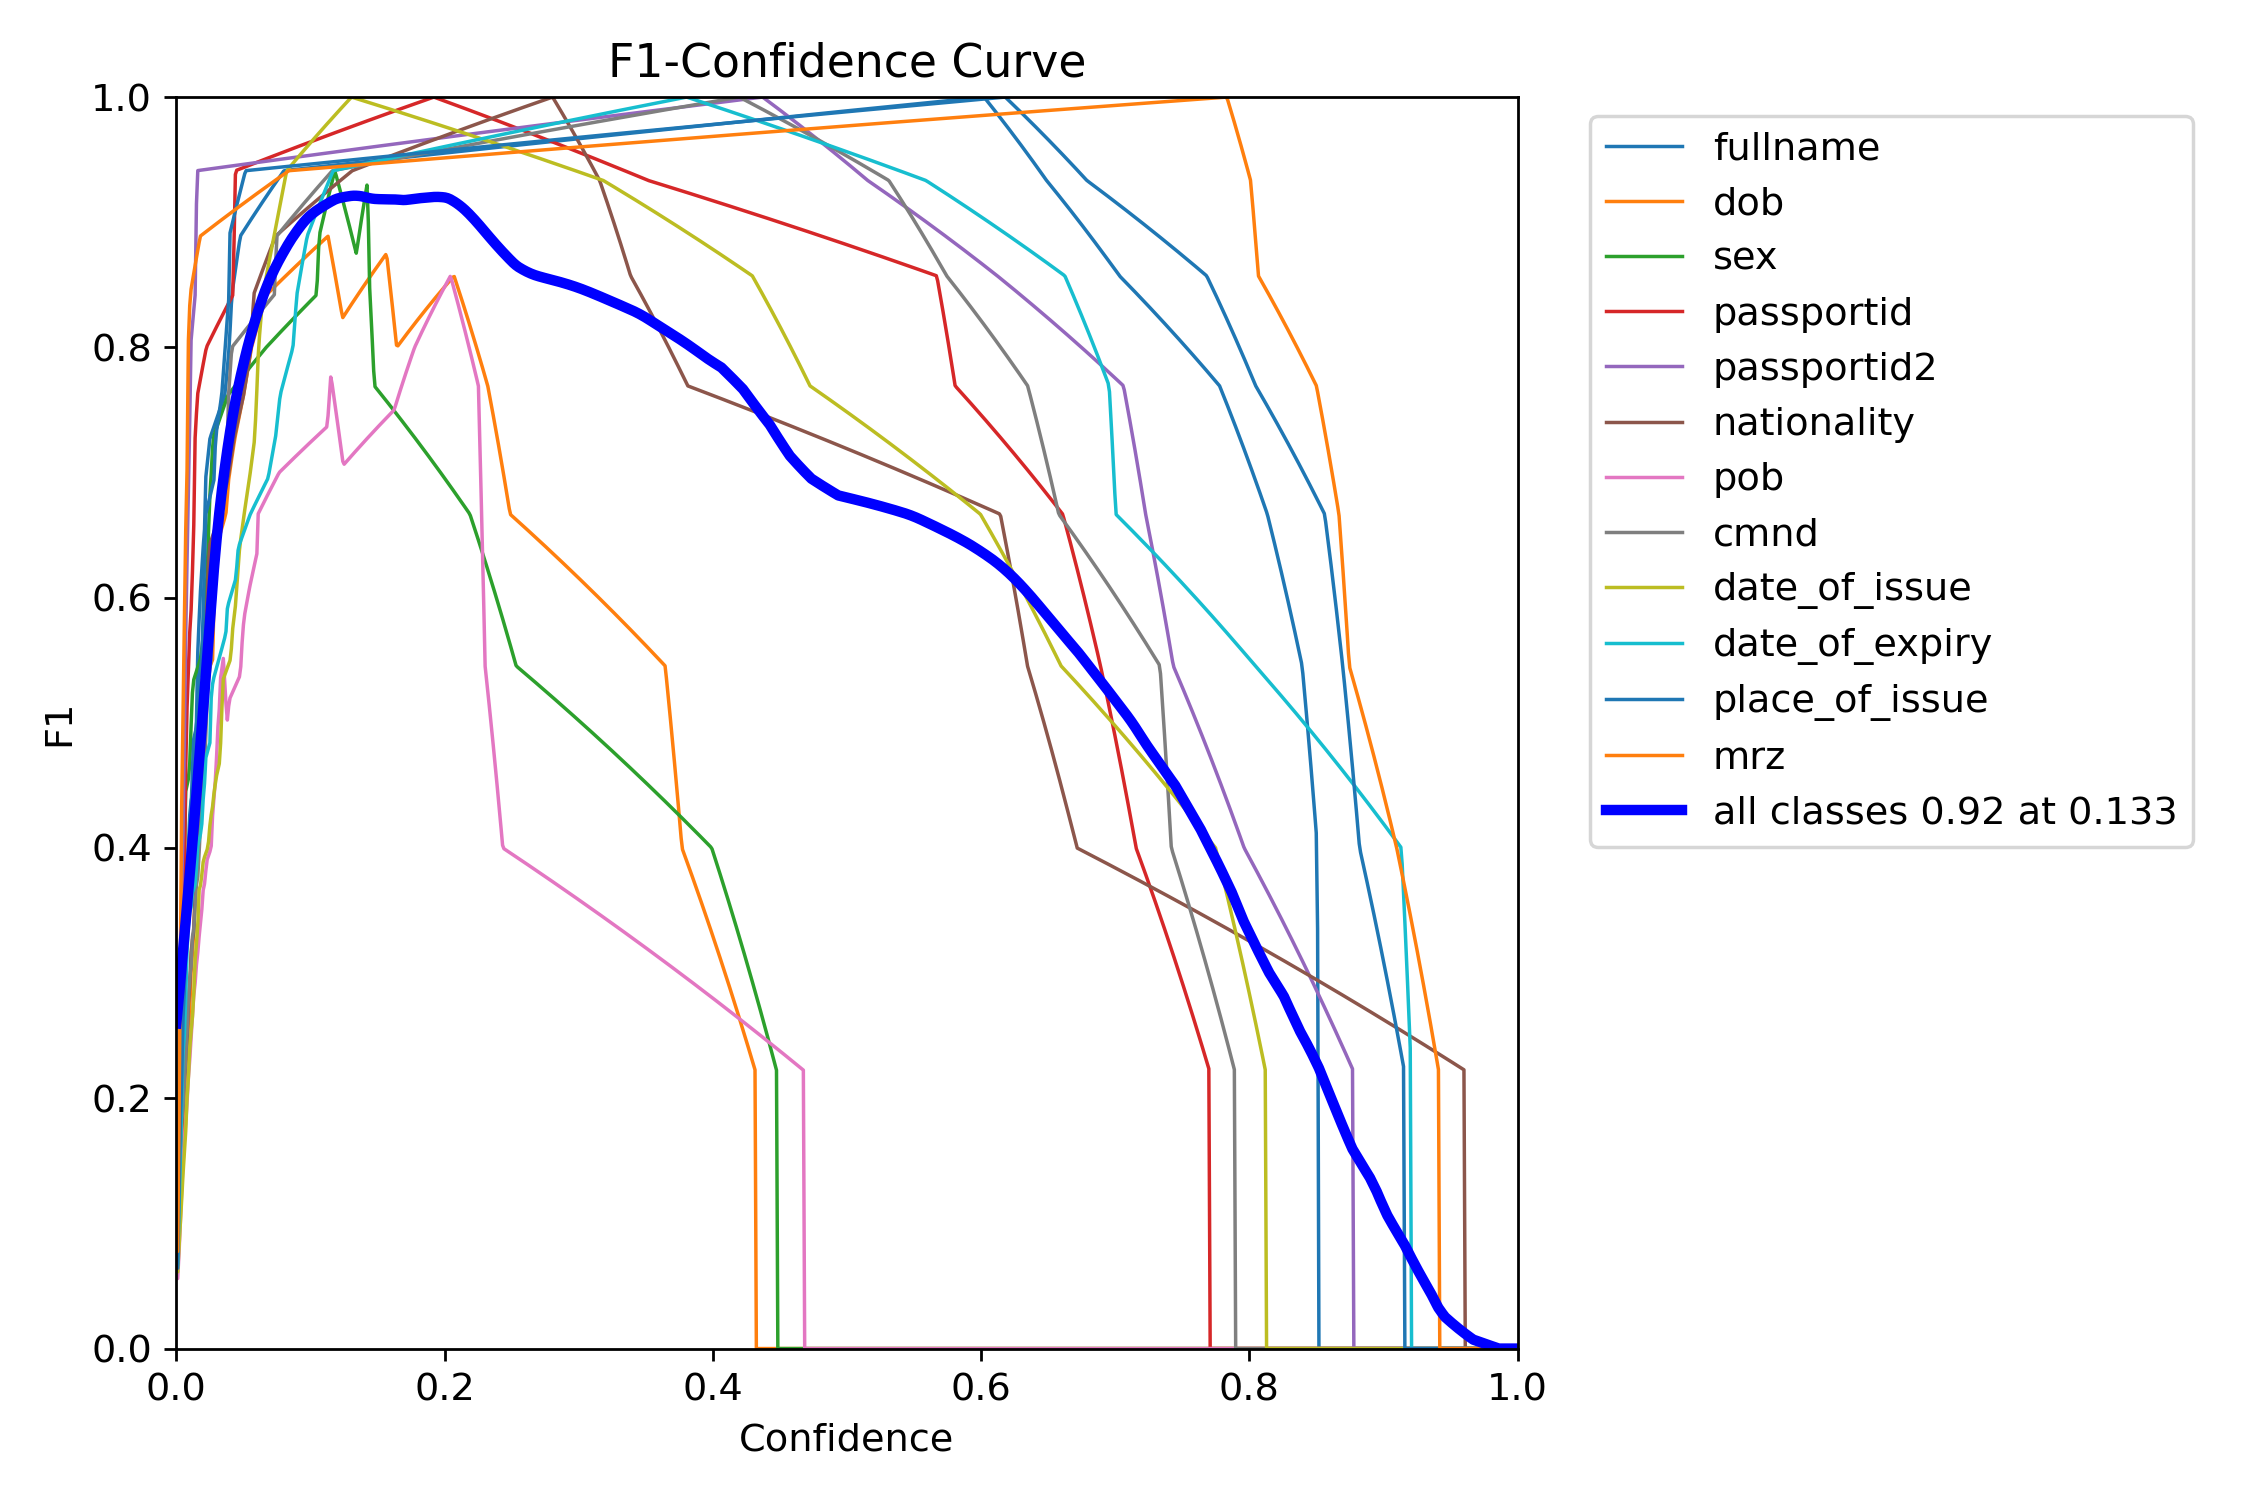 F1-Confidence Curve
1.0
0.8
0.6
0.4
0.2
0.0
F1
0.0 0.2 0.4 0.6 0.8 1.0
Confidence
fullname
dob
sex
passportid
passportid2
nationality
pob
cmnd
date_of_issue
date_of_expiry
place_of_issue
mrz
all classes 0.92 at 0.133